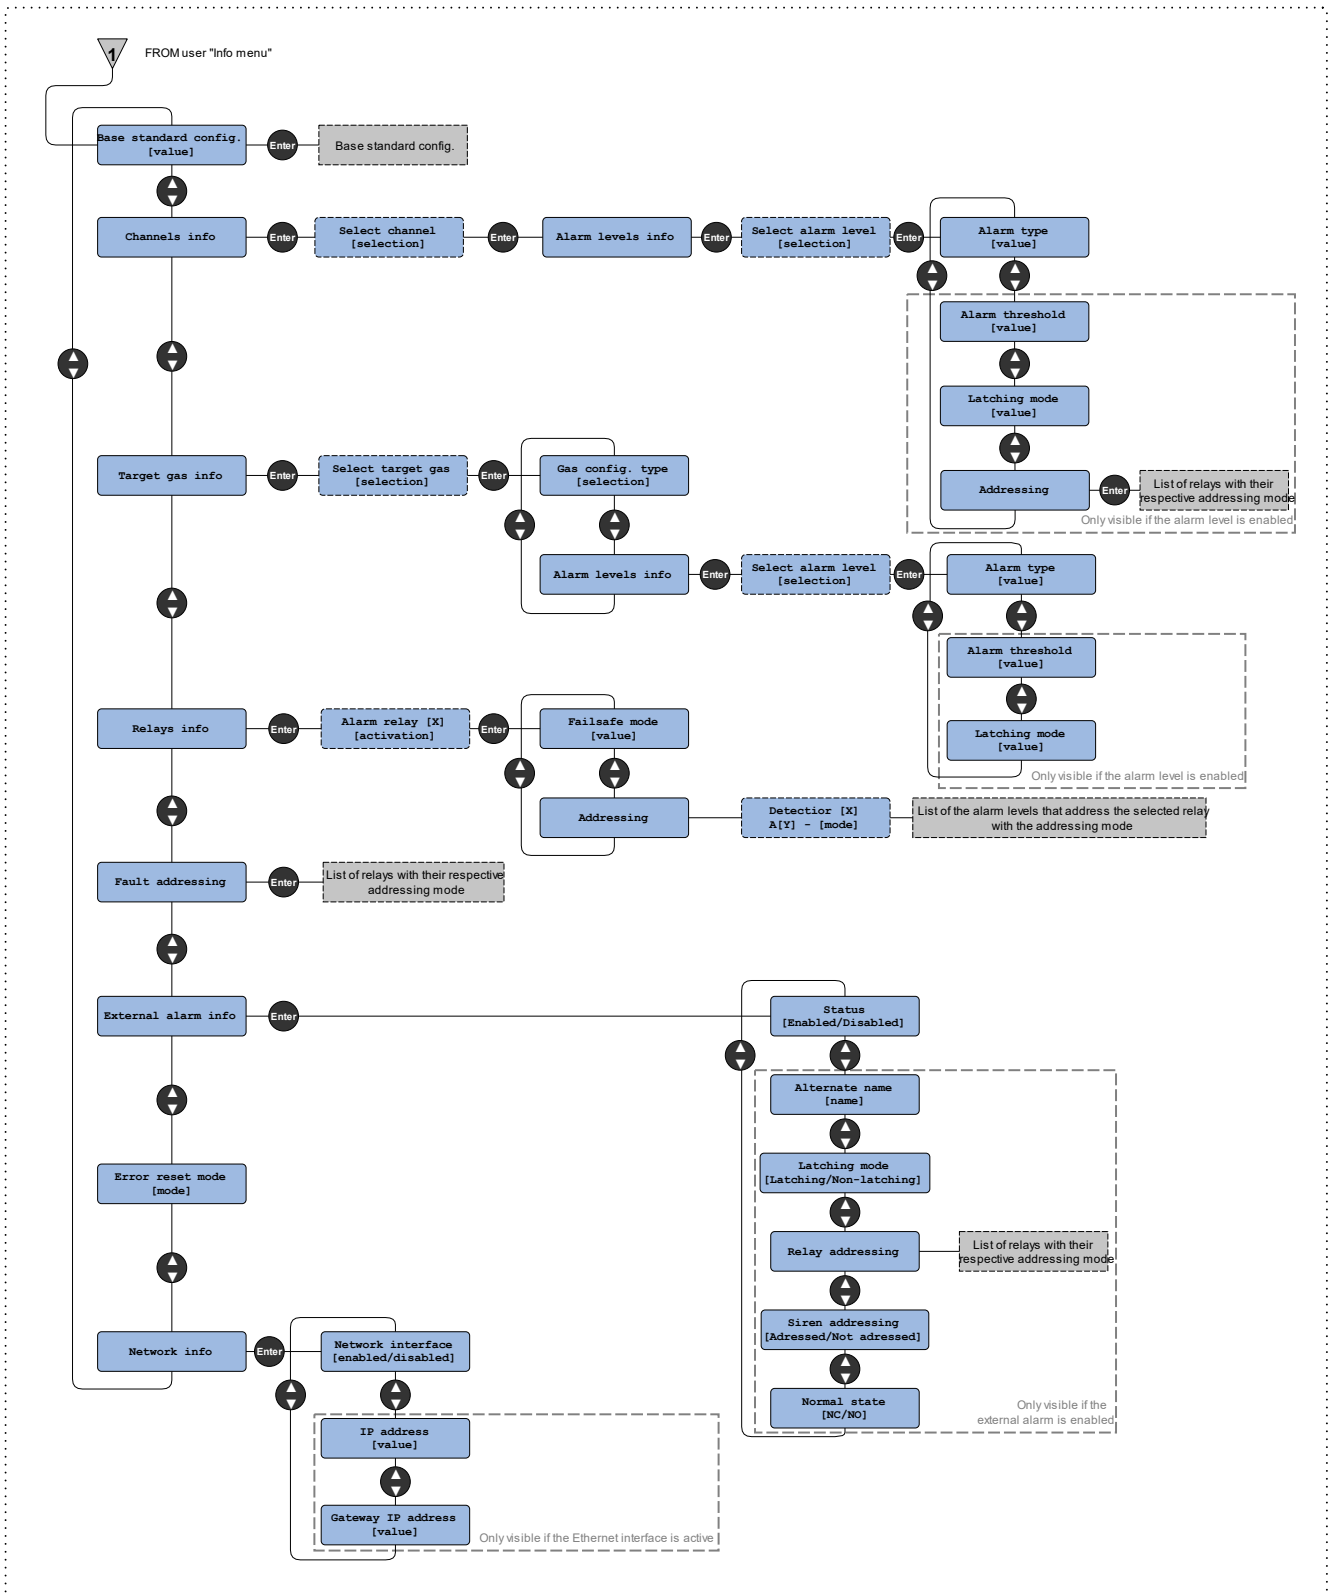 1
FROM user "Info menu"
Base standard config.
[value]
Enter
Base standard config.
Channels info
Enter
Select channel
[selection]
Enter
Alarm levels info
Enter
Select alarm level
[selection]
Enter
Alarm type
[value]
Alarm threshold
[value]
Latching mode
[value]
Addressing
Enter
List of relays with their
respective addressing mode
Only visible if the alarm level is enabled
Target gas info
Enter
Select target gas
[selection]
Enter
Gas config. type
[selection]
Alarm levels info
Enter
Select alarm level
[selection]
Enter
Alarm type
[value]
Alarm threshold
[value]
Latching mode
[value]
Only visible if the alarm level is enabled
Relays info
Enter
Alarm relay [X]
[activation]
Enter
Failsafe mode
[value]
Addressing
Detectior [X]
A[Y] - [mode]
List of the alarm levels that address the selected relay
with the addressing mode
Fault addressing
Enter
List of relays with their respective
addressing mode
External alarm info
Enter
Status
[Enabled/Disabled]
Alternate name
[name]
Latching mode
[Latching/Non-latching]
Relay addressing
List of relays with their
respective addressing mode
Siren addressing
[Adressed/Not adressed]
Normal state
[NC/NO]
Only visible if the
external alarm is enabled
Error reset mode
[mode]
Network info
Enter
Network interface
[enabled/disabled]
IP address
[value]
Gateway IP address
[value]
Only visible if the Ethernet interface is active